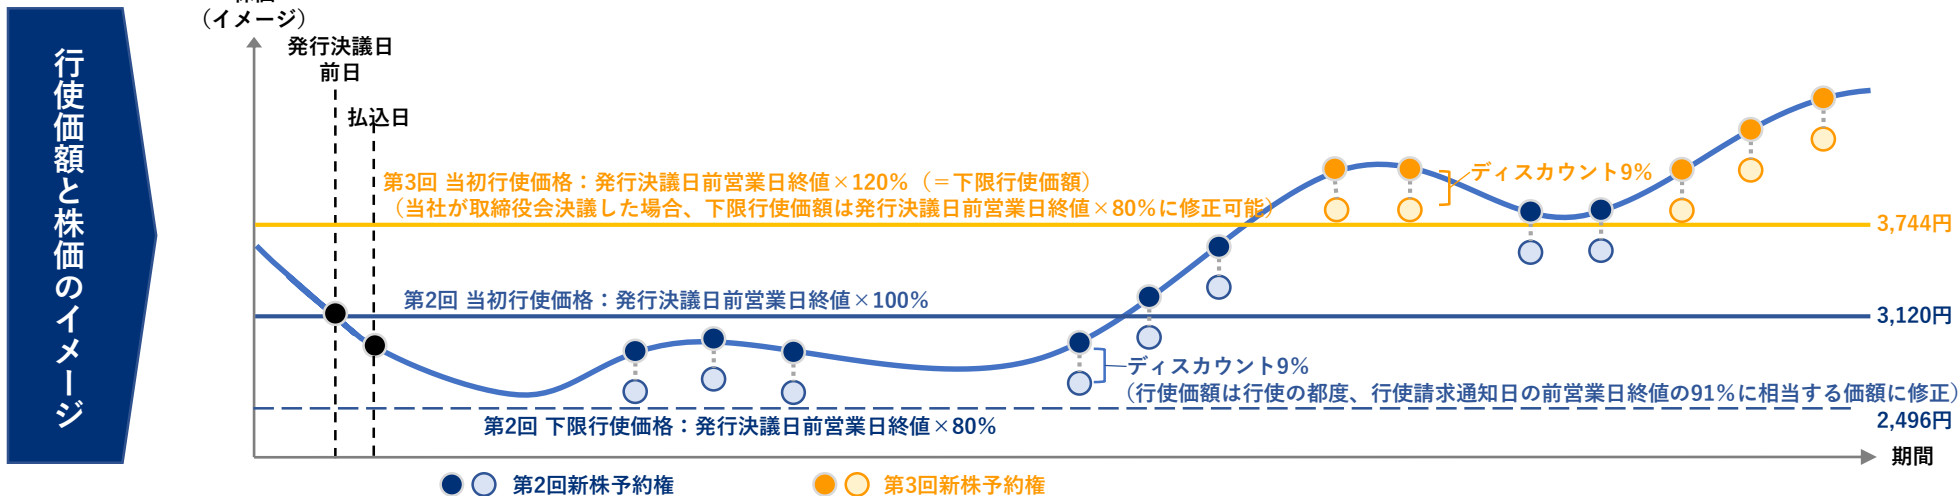 行使価額と株価のイメージ
（イメージ）
発行決議日
前日
払込日
第3回 当初行使価格：発行決議日前営業日終値×120%（＝下限行使価額）
（当社が取締役会決議した場合、下限行使価額は発行決議日前営業日終値×80%に修正可能）
ディスカウント9%
3,744円
第2回 当初行使価格：発行決議日前営業日終値×100%
3,120円
ディスカウント9%
（行使価額は行使の都度、行使請求通知日の前営業日終値の91%に相当する価額に修正）
2,496円
第2回 下限行使価格：発行決議日前営業日終値×80%
期間
第2回新株予約権
第3回新株予約権